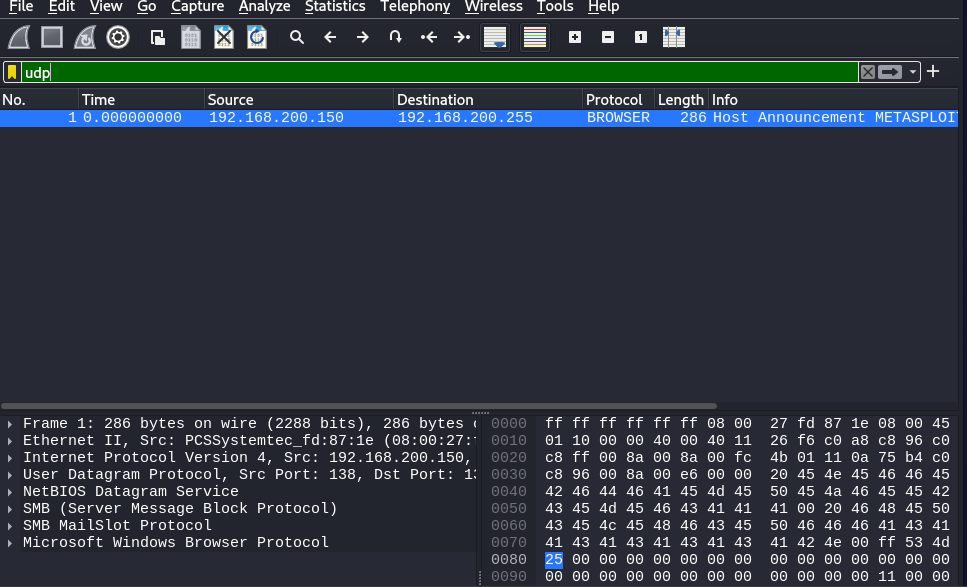 File Edit View Go Capture Analyze Statistics Telephony Wireless Tools Help
udp
No. Time Source Destination Protocol Length Info
1 0.000000000 192.168.200.150 192.168.200.255 BROWSER 286 Host Announcement METASPLOI
Frame 1: 286 bytes on wire (2288 bits), 286 bytes
Ethernet II, Src: PCSSystemtec_fd:87:1e (08:00:27:
Internet Protocol Version 4, Src: 192.168.200.150,
User Datagram Protocol, Src Port: 138, Dst Port: 13
NetBIOS Datagram Service
SMB (Server Message Block Protocol)
SMB MailSlot Protocol
Microsoft Windows Browser Protocol
0000 ff ff ff ff ff ff 08 00 27 fd 87 1e 08 00 45
0010 01 10 00 00 40 00 40 11 26 f6 c0 a8 c8 96 c0
0020 c8 ff 00 8a 00 8a 00 fc 4b 01 11 0a 75 b4 c0
0030 c8 96 00 8a 00 e6 00 00 20 45 4e 45 46 46 45
0040 42 46 44 46 41 45 4d 45 50 45 4a 46 45 45 42
0050 43 45 4d 45 46 43 41 41 41 00 20 46 48 45 50
0060 43 45 4c 45 48 46 43 45 50 46 46 46 41 43 41
0070 41 43 41 43 41 43 41 43 41 42 4e 00 ff 53 4d
0080 25 00 00 00 00 00 00 00 00 00 00 00 00 00 00
0090 00 00 00 00 00 00 00 00 00 00 00 00 11 00 00